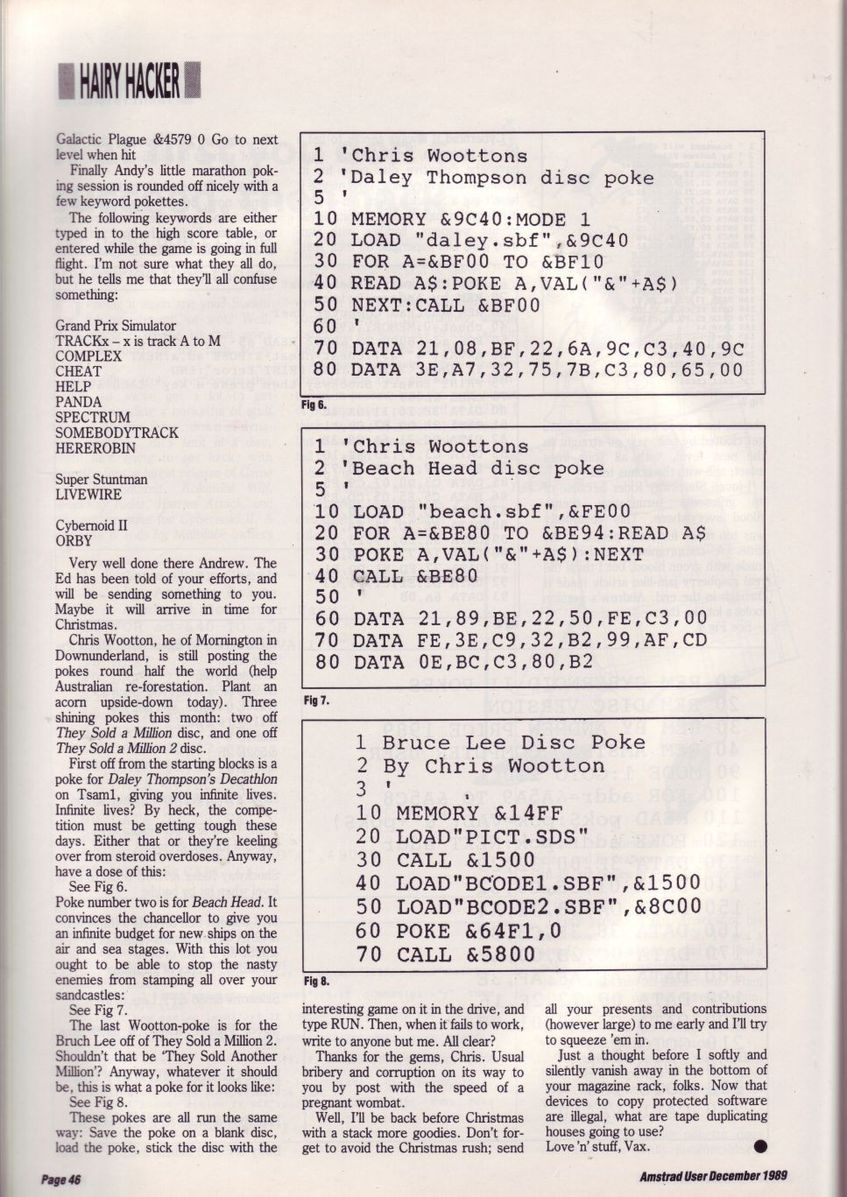 HAIRY HACKER
Galactic Plague &4579 0 Go to next
level when hit
Finally Andy's little marathon pok-
ing session is rounded off nicely with a
few keyword pokettes.
The following keywords are either
typed in to the high score table, or
entered while the game is going in full
flight. I'm not sure what they all do,
but he tells me that they'll all confuse
something:
Grand Prix Simulator
TRACKx – x is track A to M
COMPLEX
CHEAT
HELP
PANDA
SPECTRUM
SOMEBODYTRACK
HEREROBIN
Super Stuntman
LIVEWIRE
Cybernoid II
ORBY
Very well done there Andrew. The
Ed has been told of your efforts, and
will be sending something to you.
Maybe it will arrive in time for
Christmas.
Chris Wootton, he of Mornington in
Downunderland, is still posting the
pokes round half the world (help
Australian re-forestation. Plant an
acorn upside-down today). Three
shining pokes this month: two off
They Sold a Million disc, and one off
They Sold a Million 2 disc.
First off from the starting blocks is a
poke for Daley Thompson's Decathlon
on Tsam1, giving you infinite lives.
Infinite lives? By heck, the compe-
tition must be getting tough these
days. Either that or they're keeling
over from steroid overdoses. Anyway,
have a dose of this:
See Fig 6.
Poke number two is for Beach Head. It
convinces the chancellor to give you
an infinite budget for new ships on the
air and sea stages. With this lot you
ought to be able to stop the nasty
enemies from stamping all over your
sandcastles:
See Fig 7.
The last Wootton-poke is for the
Bruch Lee off of They Sold a Million 2.
Shouldn't that be 'They Sold Another
Million'? Anyway, whatever it should
be, this is what a poke for it looks like:
See Fig 8.
These pokes are all run the same
way: Save the poke on a blank disc,
load the poke, stick the disc with the
1 'Chris Woottons
2 'Daley Thompson disc poke
5 '
10 MEMORY &9C40:MODE 1
20 LOAD "daley.sbf",&9C40
30 FOR A=&BF00 TO &BF10
40 READ A$:POKE A,VAL("&"+A$)
50 NEXT:CALL &BF00
60 '
70 DATA 21,08,BF,22,6A,9C,C3,40,9C
80 DATA 3E,A7,32,75,7B,C3,80,65,00
Fig 6.
1 'Chris Woottons
2 'Beach Head disc poke
5 '
10 LOAD "beach.sbf",&FE00
20 FOR A=&BE80 TO &BE94:READ A$
30 POKE A,VAL("&"+A$):NEXT
40 CALL &BE80
50 '
60 DATA 21,89,BE,22,50,FE,C3,00
70 DATA FE,3E,C9,32,B2,99,AF,CD
80 DATA 0E,BC,C3,80,B2
Fig 7.
1 Bruce Lee Disc Poke
2 By Chris Wootton
3 '
10 MEMORY &14FF
20 LOAD"PICT.SDS"
30 CALL &1500
40 LOAD"BCODE1.SBF",&1500
50 LOAD"BCODE2.SBF",&8C00
60 POKE &64F1,0
70 CALL &5800
Fig 8.
interesting game on it in the drive, and
type RUN. Then, when it fails to work,
write to anyone but me. All clear?
Thanks for the gems, Chris. Usual
bribery and corruption on its way to
you by post with the speed of a
pregnant wombat.
Well, I'll be back before Christmas
with a stack more goodies. Don't for-
get to avoid the Christmas rush; send
all your presents and contributions
(however large) to me early and I'll try
to squeeze 'em in.
Just a thought before I softly and
silently vanish away in the bottom of
your magazine rack, folks. Now that
devices to copy protected software
are illegal, what are tape duplicating
houses going to use?
Love 'n' stuff, Vax.
Page 46
Amstrad User December 1989